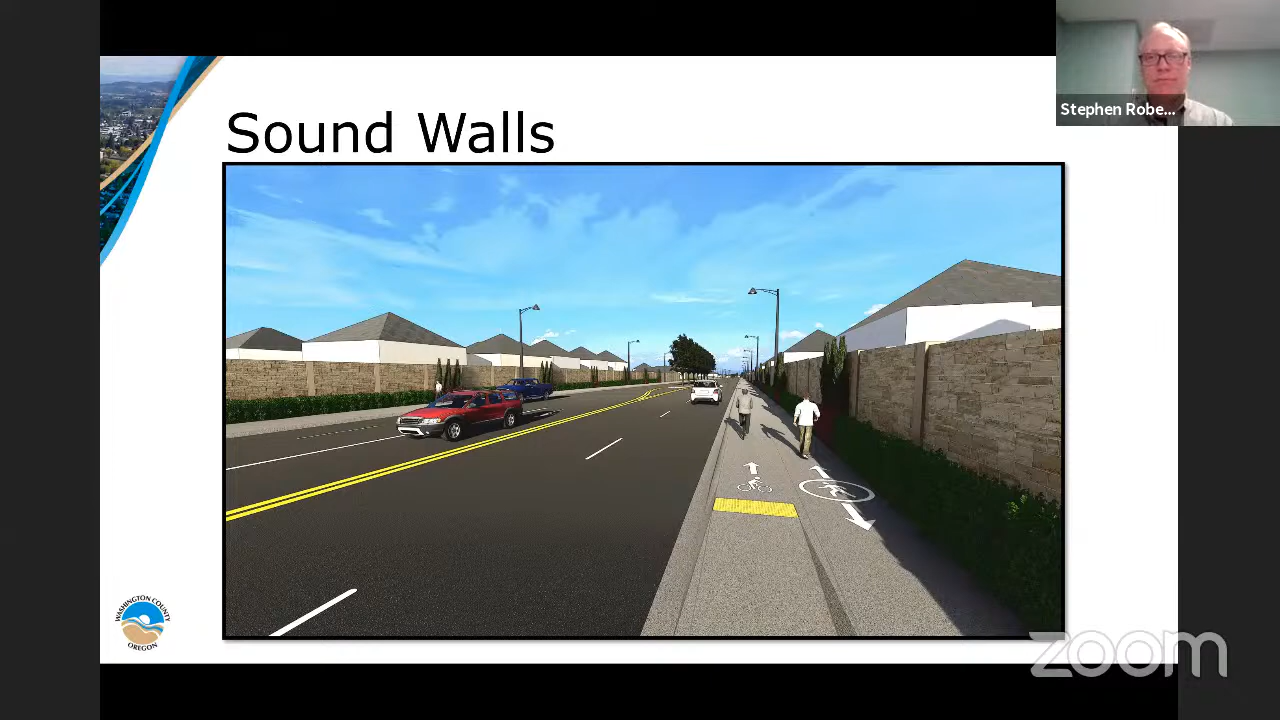 Sound Walls
Stephen Robe...
WASHINGTON COUNTY
OREGON
zoom